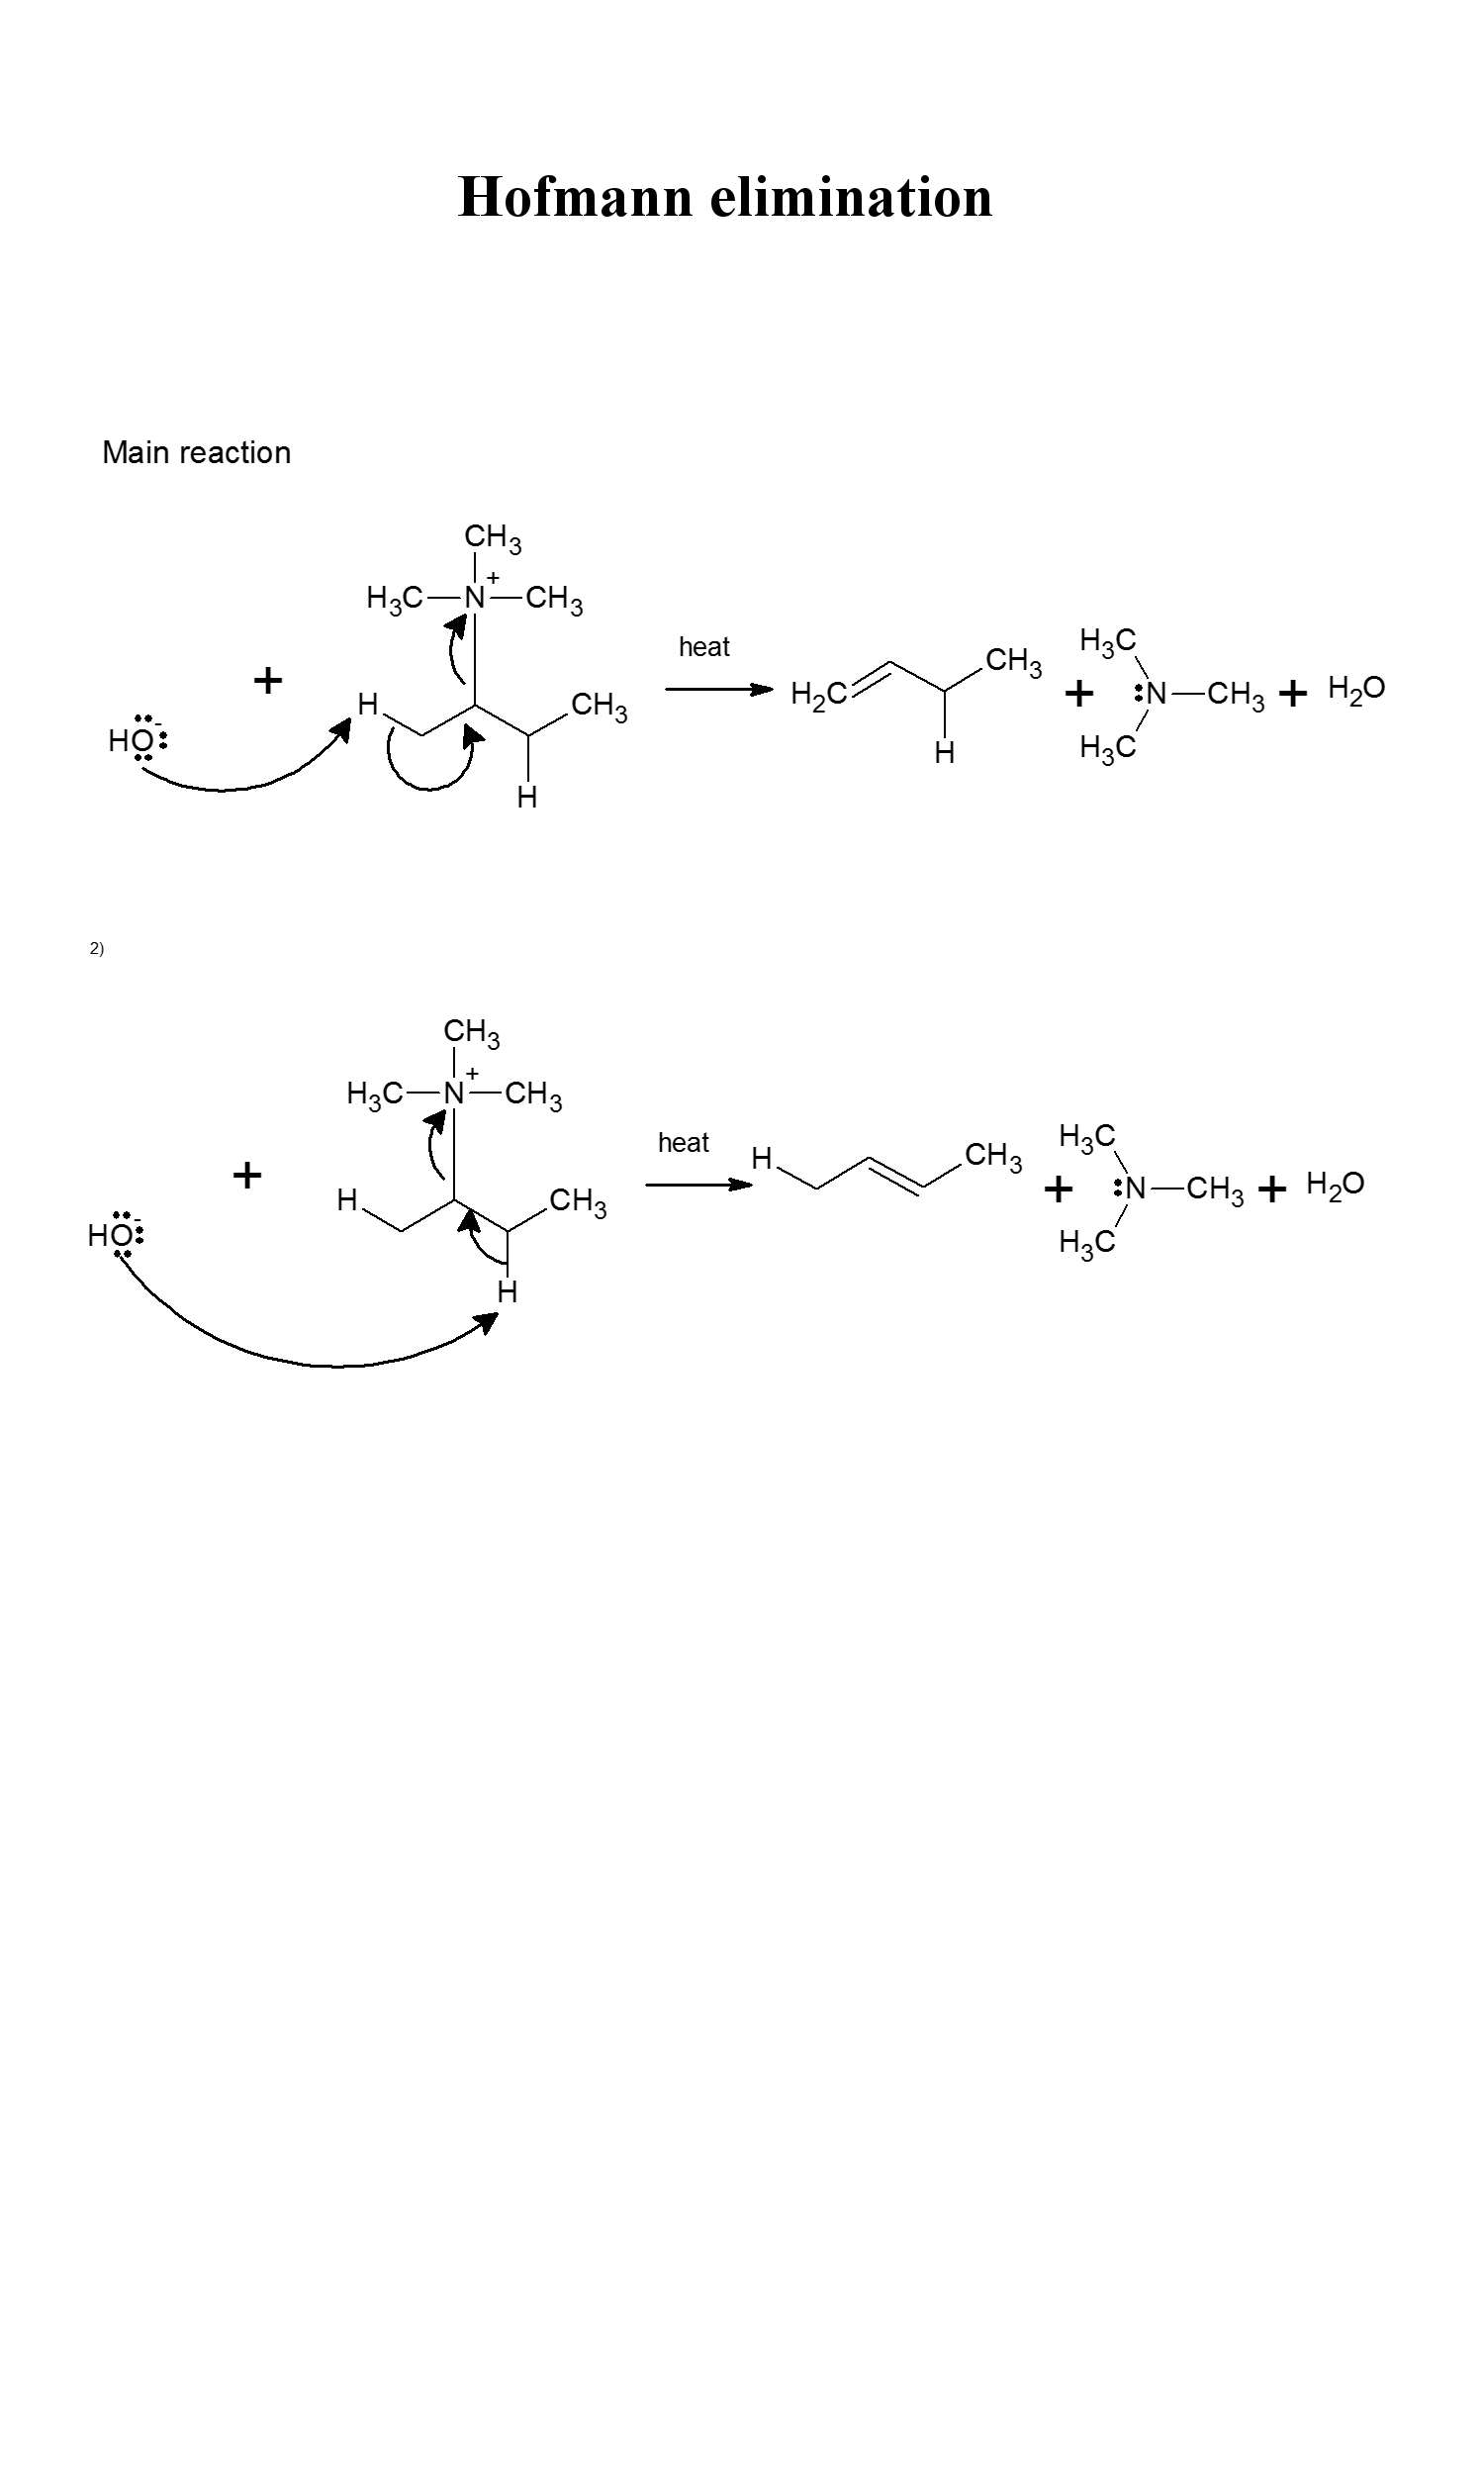 Hofmann elimination
Main reaction
CH3
H3C N+ CH3
HO:- + H CH3 H
heat
H2C CH3 H + H3C :N CH3 H3C + H2O
2)
CH3
H3C N+ CH3
HO:- + H CH3 H
heat
H CH3 + H3C :N CH3 H3C + H2O